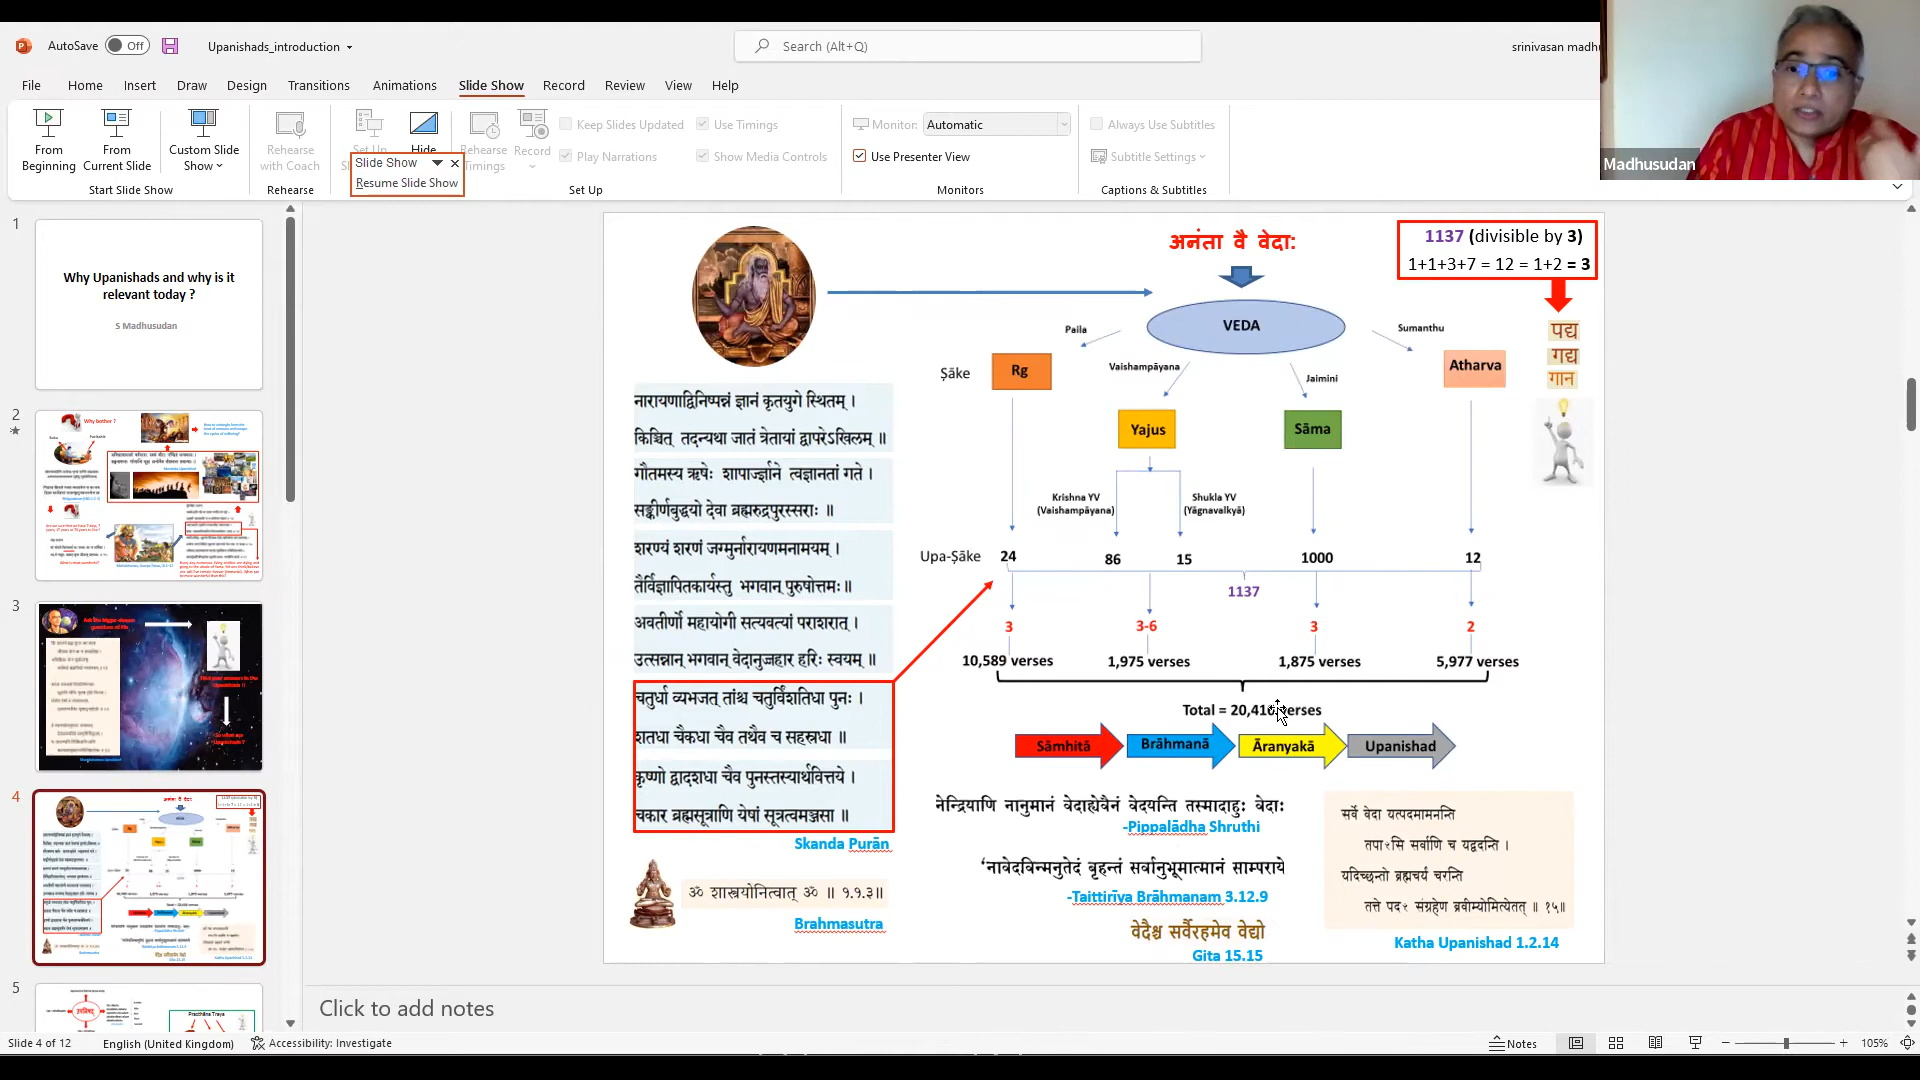 AutoSave
Off
Upanishads_introduction
Search (Alt+Q)
srinivasan madhu
File
Home
Insert
Draw
Design
Transitions
Animations
Slide Show
Record
Review
View
Help
From Beginning
From Current Slide
Custom Slide Show
Rehearse with Coach
Hide
Rehearse Timings
Record
Slide Show
Resume Slide Show
Keep Slides Updated
Play Narrations
Use Timings
Show Media Controls
Monitor:
Automatic
Use Presenter View
Always Use Subtitles
Subtitle Settings
Start Slide Show
Rehearse
Set Up
Monitors
Captions & Subtitles
Madhusudan
1
Why Upanishads and why is it
relevant today ?
S Madhusudan
2
Why bother ?
3
4
5
अनंता वै वेदा:
1137 (divisible by 3)
1+1+3+7 = 12 = 1+2 = 3
पद्य
गद्य
गान
VEDA
Paila
Vaishampāyana
Jaimini
Sumanthu
Ṣāke
Rg
Yajus
Sāma
Atharva
Krishna YV
(Vaishampāyana)
Shukla YV
(Yāgnavalkyā)
Upa-Ṣāke
24
86
15
1000
12
1137
3
3-6
3
2
10,589 verses
1,975 verses
1,875 verses
5,977 verses
Total = 20,416 verses
Sāmhitā
Brāhmanā
Āranyakā
Upanishad
नारायणाद्विनिष्पन्नं ज्ञानं कृतयुगे स्थितम् ।
किञ्चित् तदन्यथा जातं त्रेतायां द्वापरेऽखिलम् ॥
गौतमस्य ऋषेः शापाज्ज्ञाने त्वज्ञानतां गते ।
सङ्कीर्णबुद्धयो देवा ब्रह्मरुद्रपुरस्सराः ॥
शरण्यं शरणं जग्मुर्नारायणमनामयम् ।
तैर्विज्ञापितकार्यस्तु भगवान् पुरुषोत्तमः॥
अवतीर्णो महायोगी सत्यवत्यां पराशरात् ।
उत्सन्नान् भगवान् वेदानुज्जहार हरिः स्वयम् ॥
चतुर्धा व्यभजत् तांश्च चतुर्विंशतिधा पुनः ।
शतधा चैकधा चैव तथैव च सहस्रधा ॥
कृष्णो द्वादशधा चैव पुनस्तस्यार्थवित्तये ।
चकार ब्रह्मसूत्राणि येषां सूत्रत्वमञ्जसा ॥
Skanda Purān
ॐ शास्त्रयोनित्वात् ॐ ॥ १.१.३॥
Brahmasutra
नेन्द्रियाणि नानुमानं वेदाह्येवैनं वेदयन्ति तस्मादाहुः वेदाः
-Pippalādha Shruthi
‘नावेदविन्मनुतेदं बृहन्तं सर्वानुभूमात्मानं साम्पराये
-Taittirīya Brāhmanam 3.12.9
वेदैश्च सर्वैरहमेव वेद्यो
Gita 15.15
सर्वे वेदा यत्पदमामनन्ति
तपाꣳसि सर्वाणि च यद्वदन्ति ।
यदिच्छन्तो ब्रह्मचर्यं चरन्ति
तत्ते पदꣳ संग्रहेण ब्रवीम्योमित्येतत् ॥ १५॥
Katha Upanishad 1.2.14
Click to add notes
Slide 4 of 12
English (United Kingdom)
Accessibility: Investigate
Notes
105%